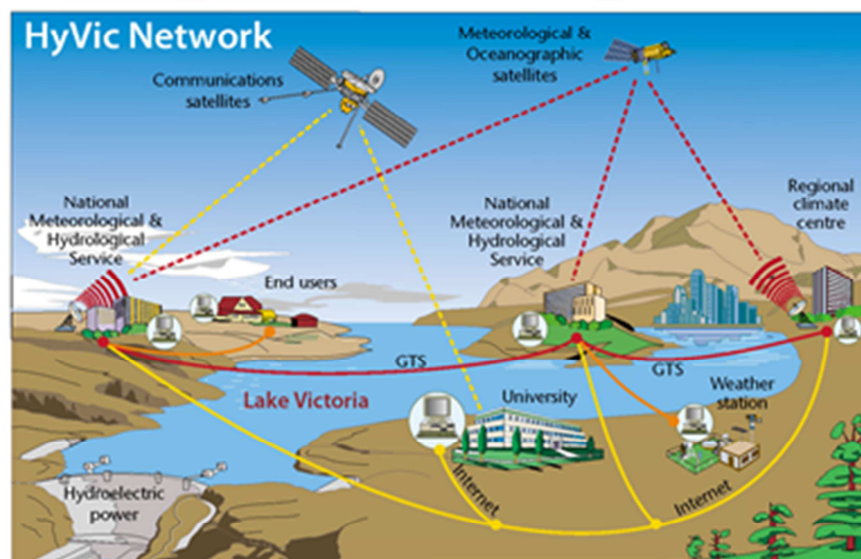 HyVic Network
Communications
satellites
Meteorological &
Oceanographic
satellites
National
Meteorological &
Hydrological
Service
End users
National
Meteorological &
Hydrological
Service
Regional
climate
centre
GTS
GTS
Lake Victoria
University
Weather
station
Internet
Internet
Hydroelectric
power